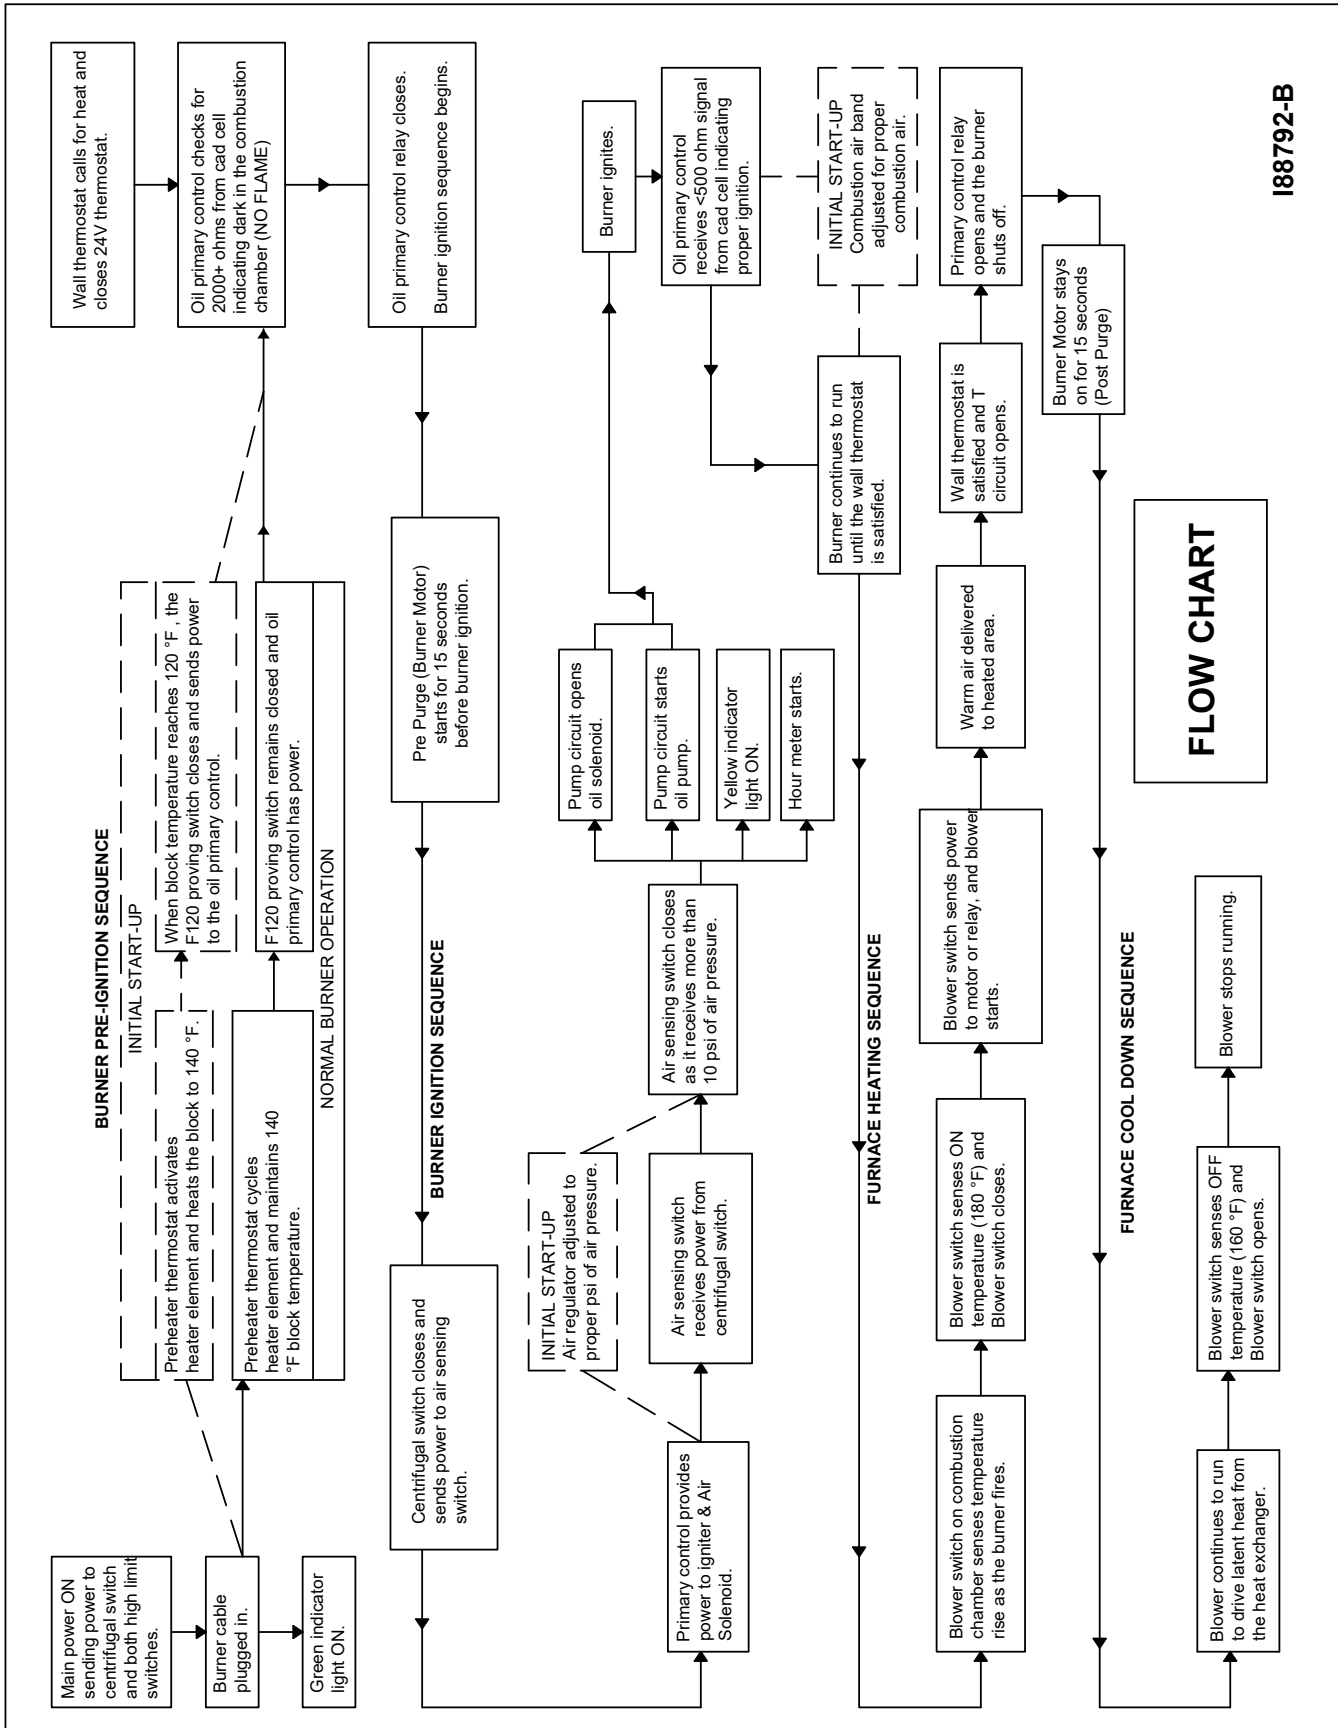 BURNER PRE-IGNITION SEQUENCE
Main power ON
sending power to
centrifugal switch
and both high limit
switches.
Burner cable
plugged in.
Green indicator
light ON.
INITIAL START-UP
Preheater thermostat activates
heater element and heats the block to 140 °F.
When block temperature reaches 120 °F , the
F120 proving switch closes and sends power
to the oil primary control.
Preheater thermostat cycles
heater element and maintains 140
°F block temperature.
F120 proving switch remains closed and oil
primary control has power.
NORMAL BURNER OPERATION
Wall thermostat calls for heat and
closes 24V thermostat.
Oil primary control checks for
2000+ ohms from cad cell
indicating dark in the combustion
chamber (NO FLAME)
Oil primary control relay closes.
Burner ignition sequence begins.
Pre Purge (Burner Motor)
starts for 15 seconds
before burner ignition.
BURNER IGNITION SEQUENCE
Centrifugal switch closes and
sends power to air sensing
switch.
Primary control provides
power to igniter & Air
Solenoid.
INITIAL START-UP
Air regulator adjusted to
proper psi of air pressure.
Air sensing switch
receives power from
centrifugal switch.
Air sensing switch closes
as it receives more than
10 psi of air pressure.
Pump circuit opens
oil solenoid.
Pump circuit starts
oil pump.
Yellow indicator
light ON.
Hour meter starts.
Burner ignites.
Oil primary control
receives <500 ohm signal
from cad cell indicating
proper ignition.
INITIAL START-UP
Combustion air band
adjusted for proper
combustion air.
Burner continues to run
until the wall thermostat
is satisfied.
FURNACE HEATING SEQUENCE
Blower switch on combustion
chamber senses temperature
rise as the burner fires.
Blower switch senses ON
temperature (180 °F) and
Blower switch closes.
Blower switch sends power
to motor or relay, and blower
starts.
Warm air delivered
to heated area.
Wall thermostat is
satisfied and T
circuit opens.
Primary control relay
opens and the burner
shuts off.
Burner Motor stays
on for 15 seconds
(Post Purge)
FURNACE COOL DOWN SEQUENCE
Blower continues to run
to drive latent heat from
the heat exchanger.
Blower switch senses OFF
temperature (160 °F) and
Blower switch opens.
Blower stops running.
FLOW CHART
I88792-B